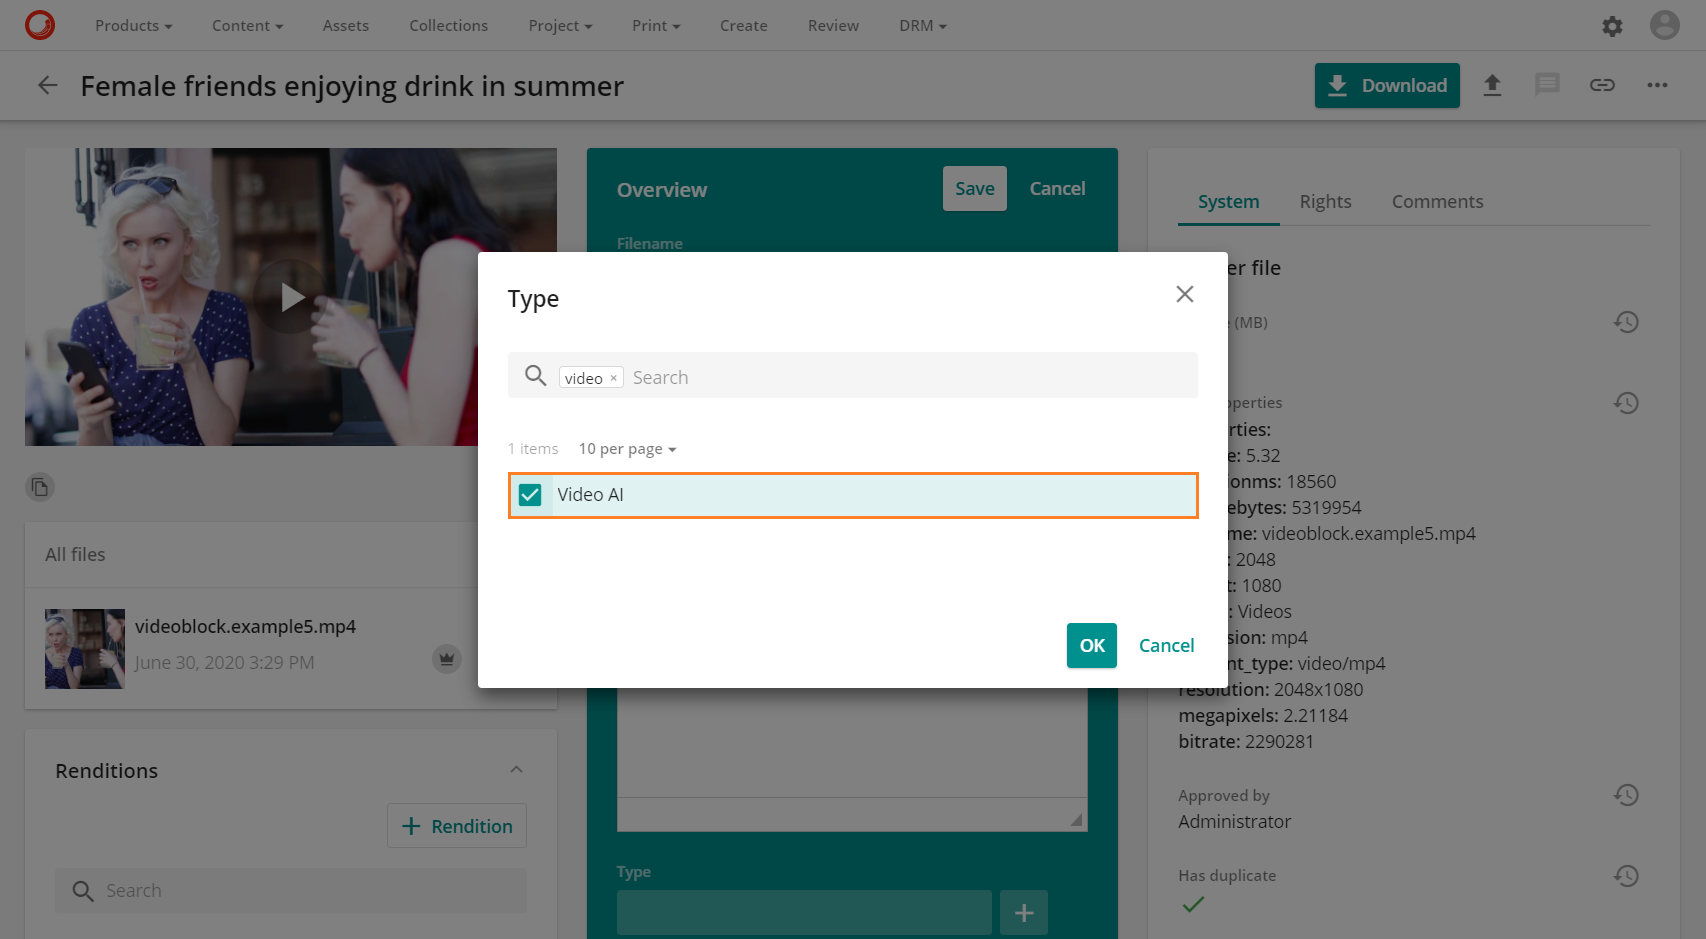 Products Content Assets Collections Project Print Create Review DRM
Female friends enjoying drink in summer
Download
Overview
Save Cancel
Filename
System Rights Comments
er file
(MB)
Type
video × Search
1 items 10 per page
Video AI
OK Cancel
operties
rties:
e: 5.32
onms: 18560
ebytes: 5319954
me: videoblock.example5.mp4
: 2048
t: 1080
: Videos
sion: mp4
nt_type: video/mp4
resolution: 2048x1080
megapixels: 2.21184
bitrate: 2290281
All files
videoblock.example5.mp4
June 30, 2020 3:29 PM
Renditions
Rendition
Search
Type
Approved by
Administrator
Has duplicate